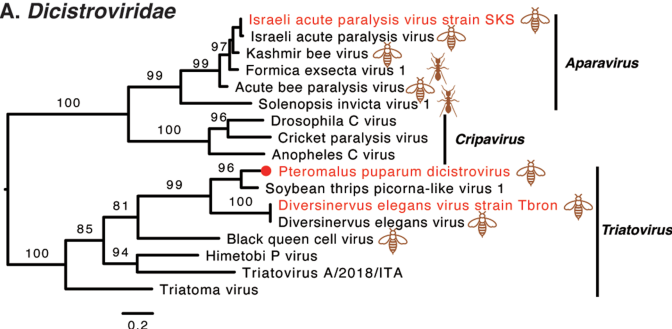 A. Dicistroviridae
Israeli acute paralysis virus strain SKS
Israeli acute paralysis virus
97
Kashmir bee virus
99
Formica exsecta virus 1
Aparavirus
99
Acute bee paralysis virus
100
Solenopsis invicta virus 1
96
Drosophila C virus
100
Cricket paralysis virus
Cripavirus
Anopheles C virus
96
Pteromalus puparum dicistrovirus
99
Soybean thrips picorna-like virus 1
81
100
Diversinervus elegans virus strain Tbron
Diversinervus elegans virus
Triatovirus
85
Black queen cell virus
100
94
Himetobi P virus
Triatovirus A/2018/ITA
Triatoma virus
0.2